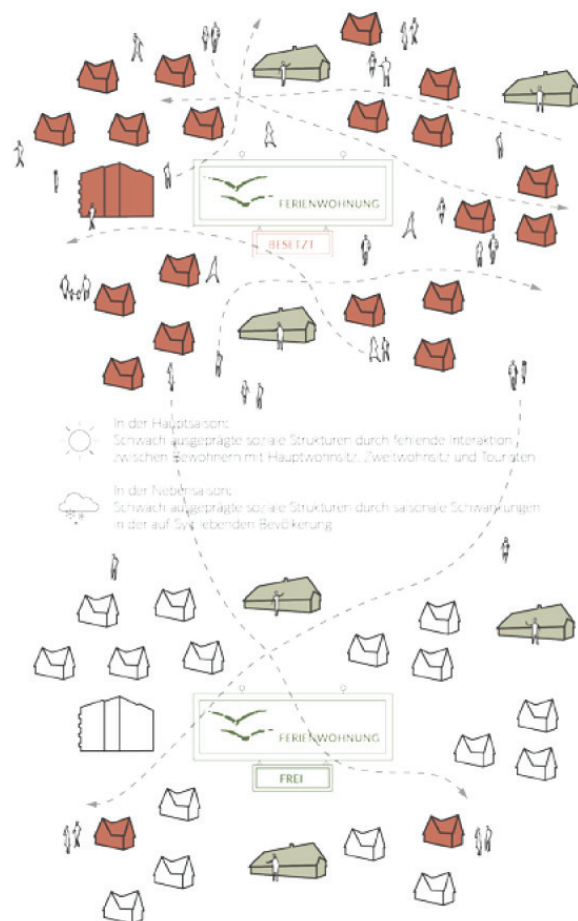 FERIENWOHNUNG
BESETZT
In der Hauptsaison:
Schwach ausgeprägte soziale Strukturen durch fehlende Interaktion
zwischen Bewohnern mit Hauptwohnsitz, Zweitwohnsitz und Touristen
In der Nebensaison:
Schwach ausgeprägte soziale Strukturen durch saisonale Schwankungen
in der auf Sylt lebenden Bevölkerung
FERIENWOHNUNG
FREI